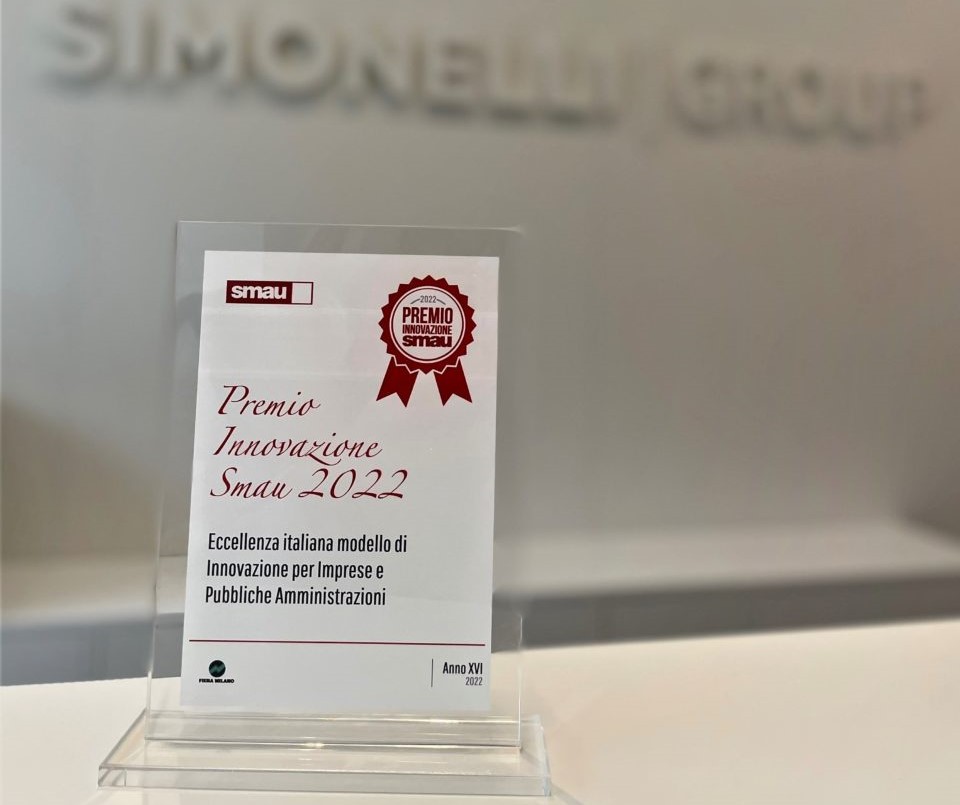 SIMONELLI GROUP
smau
2022
PREMIO
INNOVAZIONE
smau
Premio
Innovazione
Smau 2022
Eccellenza italiana modello di
Innovazione per Imprese e
Pubbliche Amministrazioni
FIERA MILANO
Anno XVI
2022